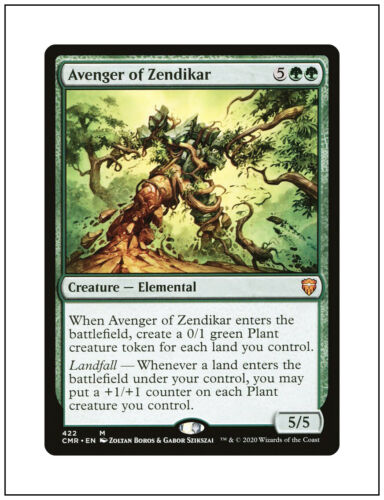 Avenger of Zendikar 5
Creature — Elemental
When Avenger of Zendikar enters the
battlefield, create a 0/1 green Plant
creature token for each land you control.
Landfall — Whenever a land enters the
battlefield under your control, you may
put a +1/+1 counter on each Plant
creature you control.
5/5
422 M
CMR • EN Zoltan Boros & Gabor Szikszai ™ & © 2020 Wizards of the Coast